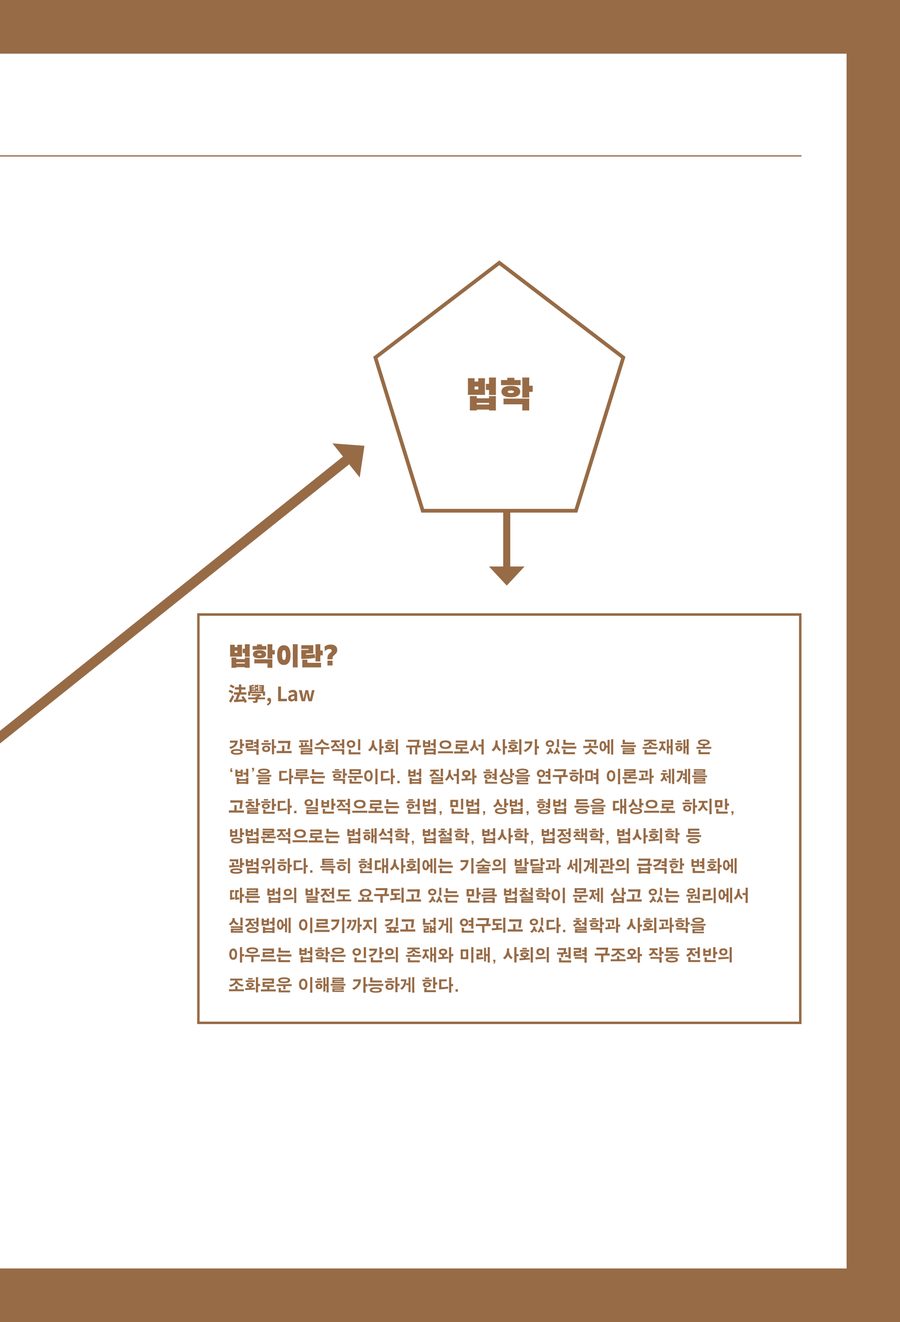 법학
법학이란?
法學, Law
강력하고 필수적인 사회 규범으로서 사회가 있는 곳에 늘 존재해 온
‘법’을 다루는 학문이다. 법 질서와 현상을 연구하며 이론과 체계를
고찰한다. 일반적으로는 헌법, 민법, 상법, 형법 등을 대상으로 하지만,
방법론적으로는 법해석학, 법철학, 법사학, 법정책학, 법사회학 등
광범위하다. 특히 현대사회에는 기술의 발달과 세계관의 급격한 변화에
따른 법의 발전도 요구되고 있는 만큼 법철학이 문제 삼고 있는 원리에서
실정법에 이르기까지 깊고 넓게 연구되고 있다. 철학과 사회과학을
아우르는 법학은 인간의 존재와 미래, 사회의 권력 구조와 작동 전반의
조화로운 이해를 가능하게 한다.